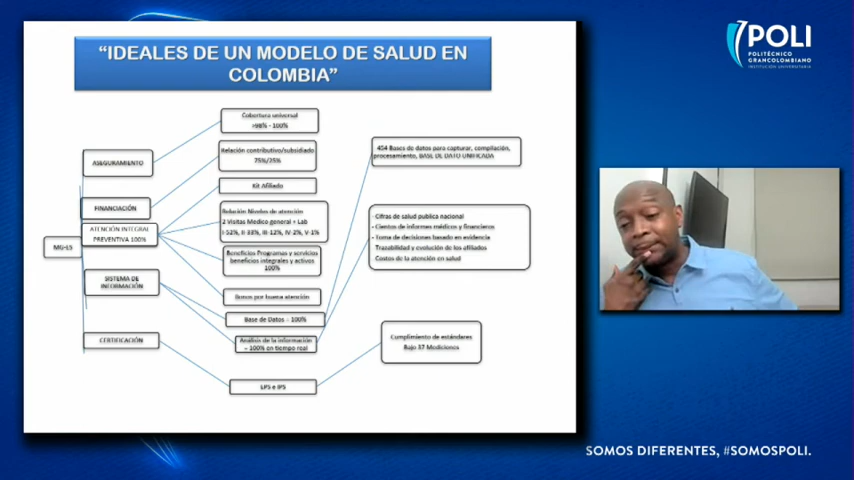 “IDEALES DE UN MODELO DE SALUD EN
COLOMBIA”
POLI
POLITÉCNICO
GRANCOLOMBIANO
INSTITUCIÓN UNIVERSITARIA
MG-LS
ASEGURAMIENTO
FINANCIACIÓN
ATENCIÓN INTEGRAL
PREVENTIVA 100%
SISTEMA DE
INFORMACIÓN
CERTIFICACIÓN
Cobertura universal
>98% - 100%
Relación contributivo/subsidiado
75%/25%
Kit Afiliado
Relación Niveles de atención
2 Visitas Medico general + Lab
I-52%, II-33%, III-12%, IV-2%, V-1%
Beneficios Programas y servicios
beneficios integrales y activos
100%
Bonos por buena atención
Base de Datos = 100%
Análisis de la información
= 100% en tiempo real
EPS e IPS
454 Bases de datos para capturar, compilación,
procesamiento, BASE DE DATO UNIFICADA
- Cifras de salud publica nacional
- Cientos de informes médicos y financieros
- Toma de decisiones basado en evidencia
- Trazabilidad y evolución de los afiliados
- Costos de la atención en salud
Cumplimiento de estándares
Bajo 37 Mediciones
SOMOS DIFERENTES, #SOMOSPOLI.